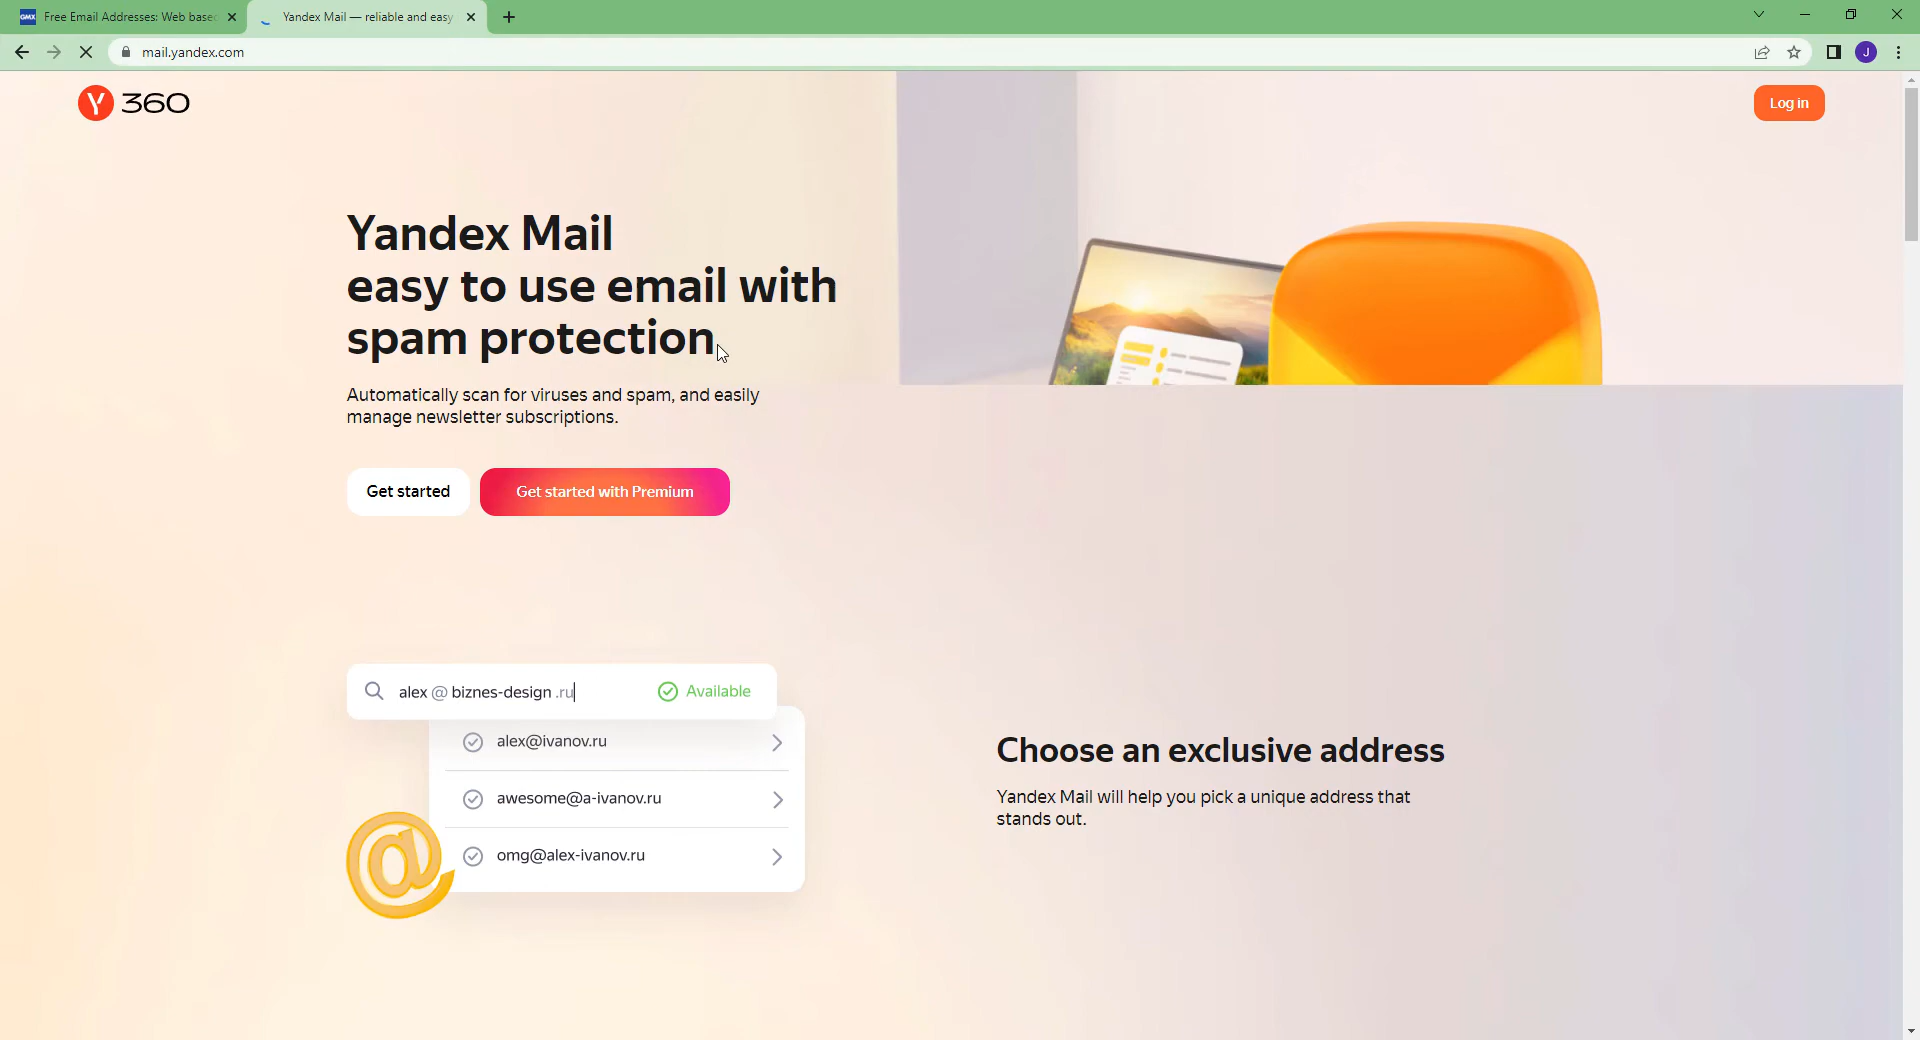 GMX Free Email Addresses: Web based
Yandex Mail — reliable and easy
mail.yandex.com
J
Y 360
Log in
Yandex Mail
easy to use email with
spam protection
Automatically scan for viruses and spam, and easily
manage newsletter subscriptions.
Get started
Get started with Premium
alex @ biznes-design .ru
Available
alex@ivanov.ru
awesome@a-ivanov.ru
omg@alex-ivanov.ru
@
Choose an exclusive address
Yandex Mail will help you pick a unique address that
stands out.